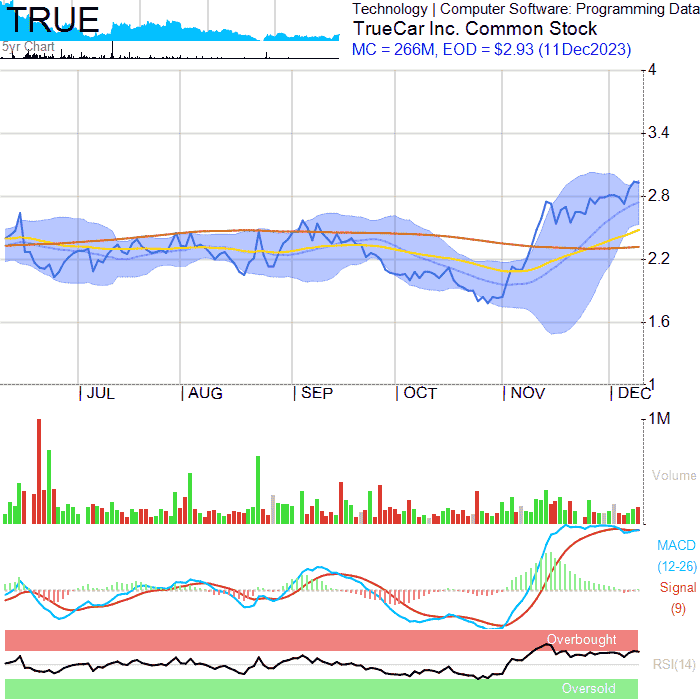 TRUE
5yr Chart
Technology | Computer Software: Programming Data
TrueCar Inc. Common Stock
MC = 266M, EOD = $2.93 (11Dec2023)
4
3.4
2.8
2.2
1.6
1
| JUL | AUG | SEP | OCT | NOV | DEC
1M
Volume
MACD
(12-26)
Signal
(9)
Overbought
RSI(14)
Oversold